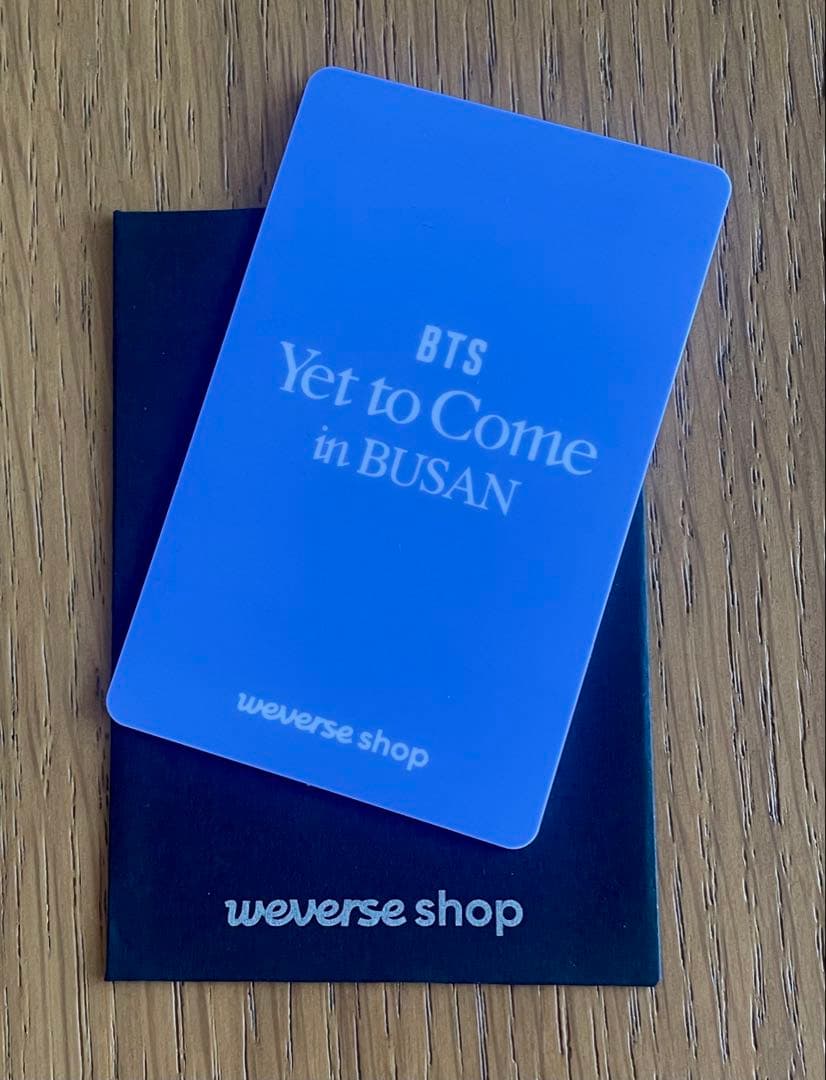 BTS
Yet to Come
in BUSAN
weverse shop
weverse shop